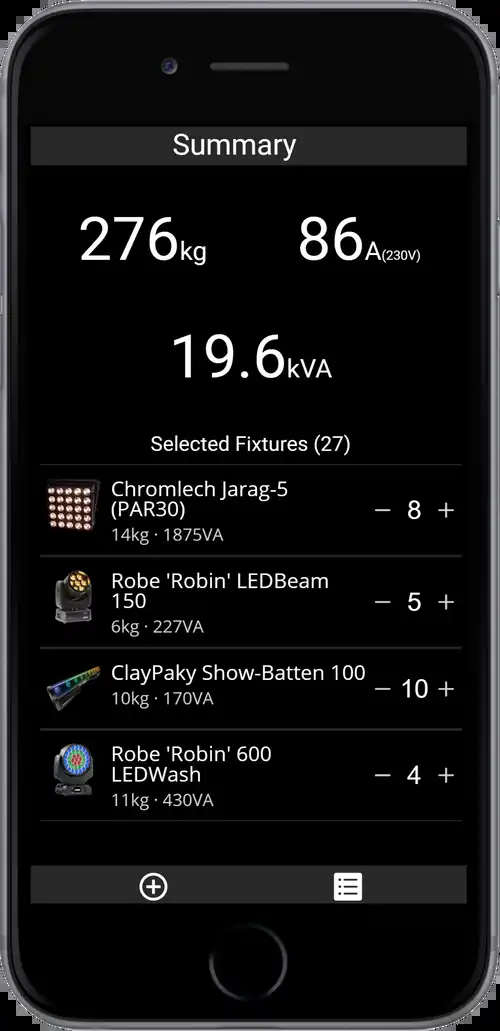 Summary
276kg 86A(230V)
19.6kVA
Selected Fixtures (27)
Chromlech Jarag-5
(PAR30)
14kg · 1875VA
− 8 +
Robe 'Robin' LEDBeam
150
6kg · 227VA
− 5 +
ClayPaky Show-Batten 100
10kg · 170VA
− 10 +
Robe 'Robin' 600
LEDWash
11kg · 430VA
− 4 +